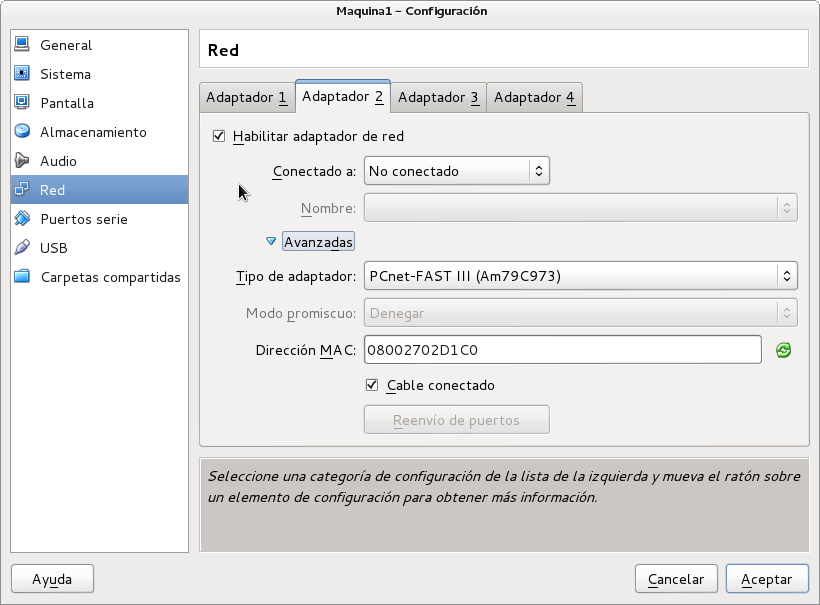 Maquina1 – Configuración
General
Sistema
Pantalla
Almacenamiento
Audio
Red
Puertos serie
USB
Carpetas compartidas
Red
Adaptador 1 Adaptador 2 Adaptador 3 Adaptador 4
Habilitar adaptador de red
Conectado a: No conectado
Nombre:
Avanzadas
Tipo de adaptador: PCnet-FAST III (Am79C973)
Modo promiscuo: Denegar
Dirección MAC: 08002702D1C0
Cable conectado
Reenvío de puertos
Seleccione una categoría de configuración de la lista de la izquierda y mueva el ratón sobre
un elemento de configuración para obtener más información.
Ayuda Cancelar Aceptar